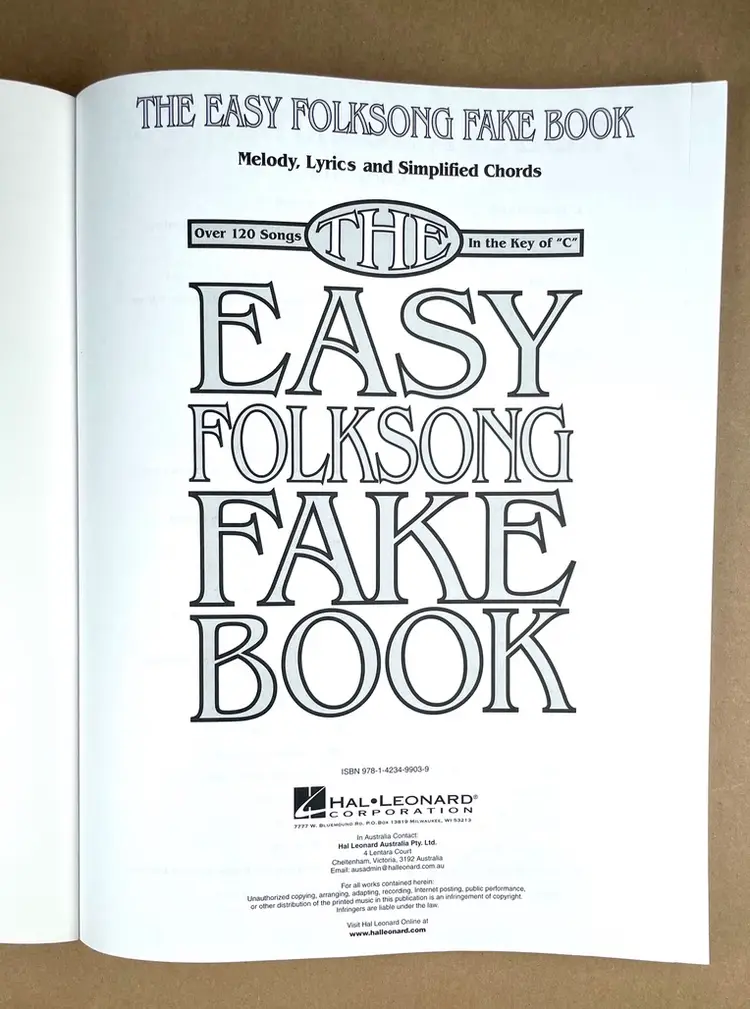 THE EASY FOLKSONG FAKE BOOK
Melody, Lyrics and Simplified Chords
Over 120 Songs THE In the Key of "C"
EASY
FOLKSONG
FAKE
BOOK
ISBN 978-1-4234-9903-9
HAL•LEONARD®
CORPORATION
7777 W. BLUEMOUND RD. P.O. BOX 13819 MILWAUKEE, WI 53213
In Australia Contact:
Hal Leonard Australia Pty. Ltd.
4 Lentara Court
Cheltenham, Victoria, 3192 Australia
Email: ausadmin@halleonard.com.au
For all works contained herein:
Unauthorized copying, arranging, adapting, recording, Internet posting, public performance,
or other distribution of the printed music in this publication is an infringement of copyright.
Infringers are liable under the law.
Visit Hal Leonard Online at
www.halleonard.com